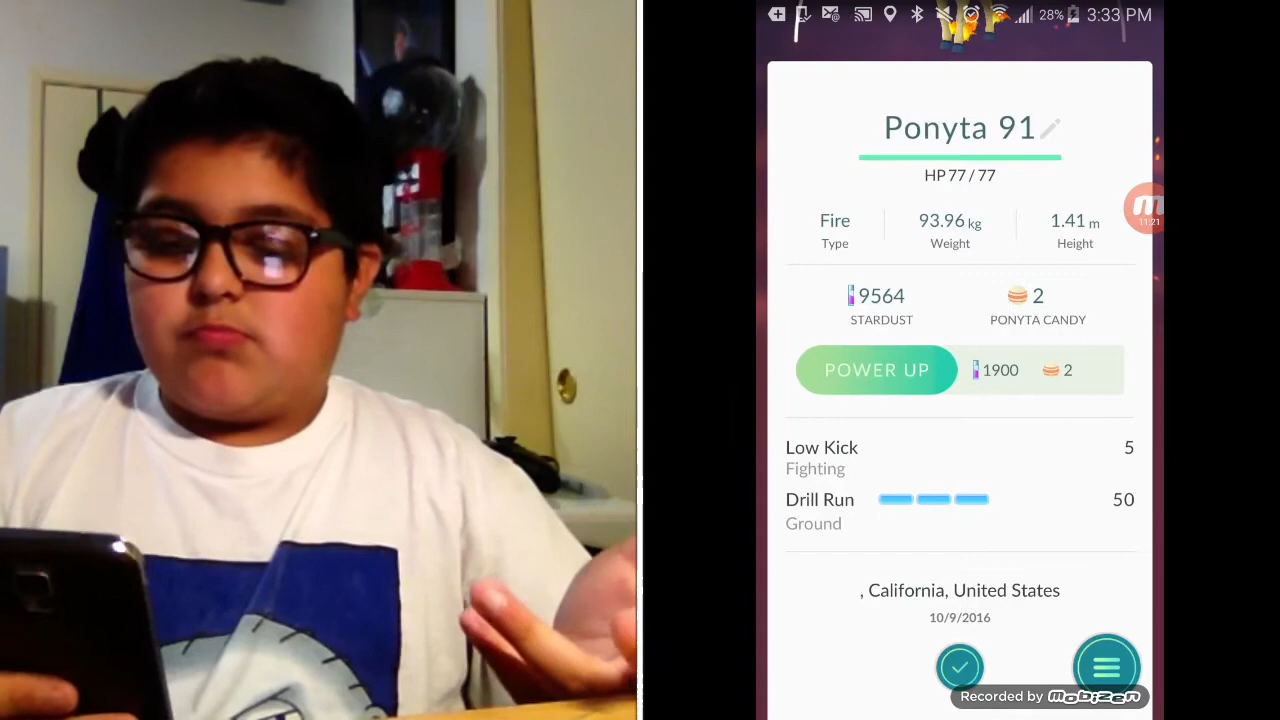 28% 3:33 PM
Ponyta 91
HP 77 / 77
Fire 93.96 kg 1.41 m
Type Weight Height
M
11:21
9564 2
STARDUST PONYTA CANDY
POWER UP 1900 2
Low Kick 5
Fighting
Drill Run 50
Ground
, California, United States
10/9/2016
Recorded by mobizen